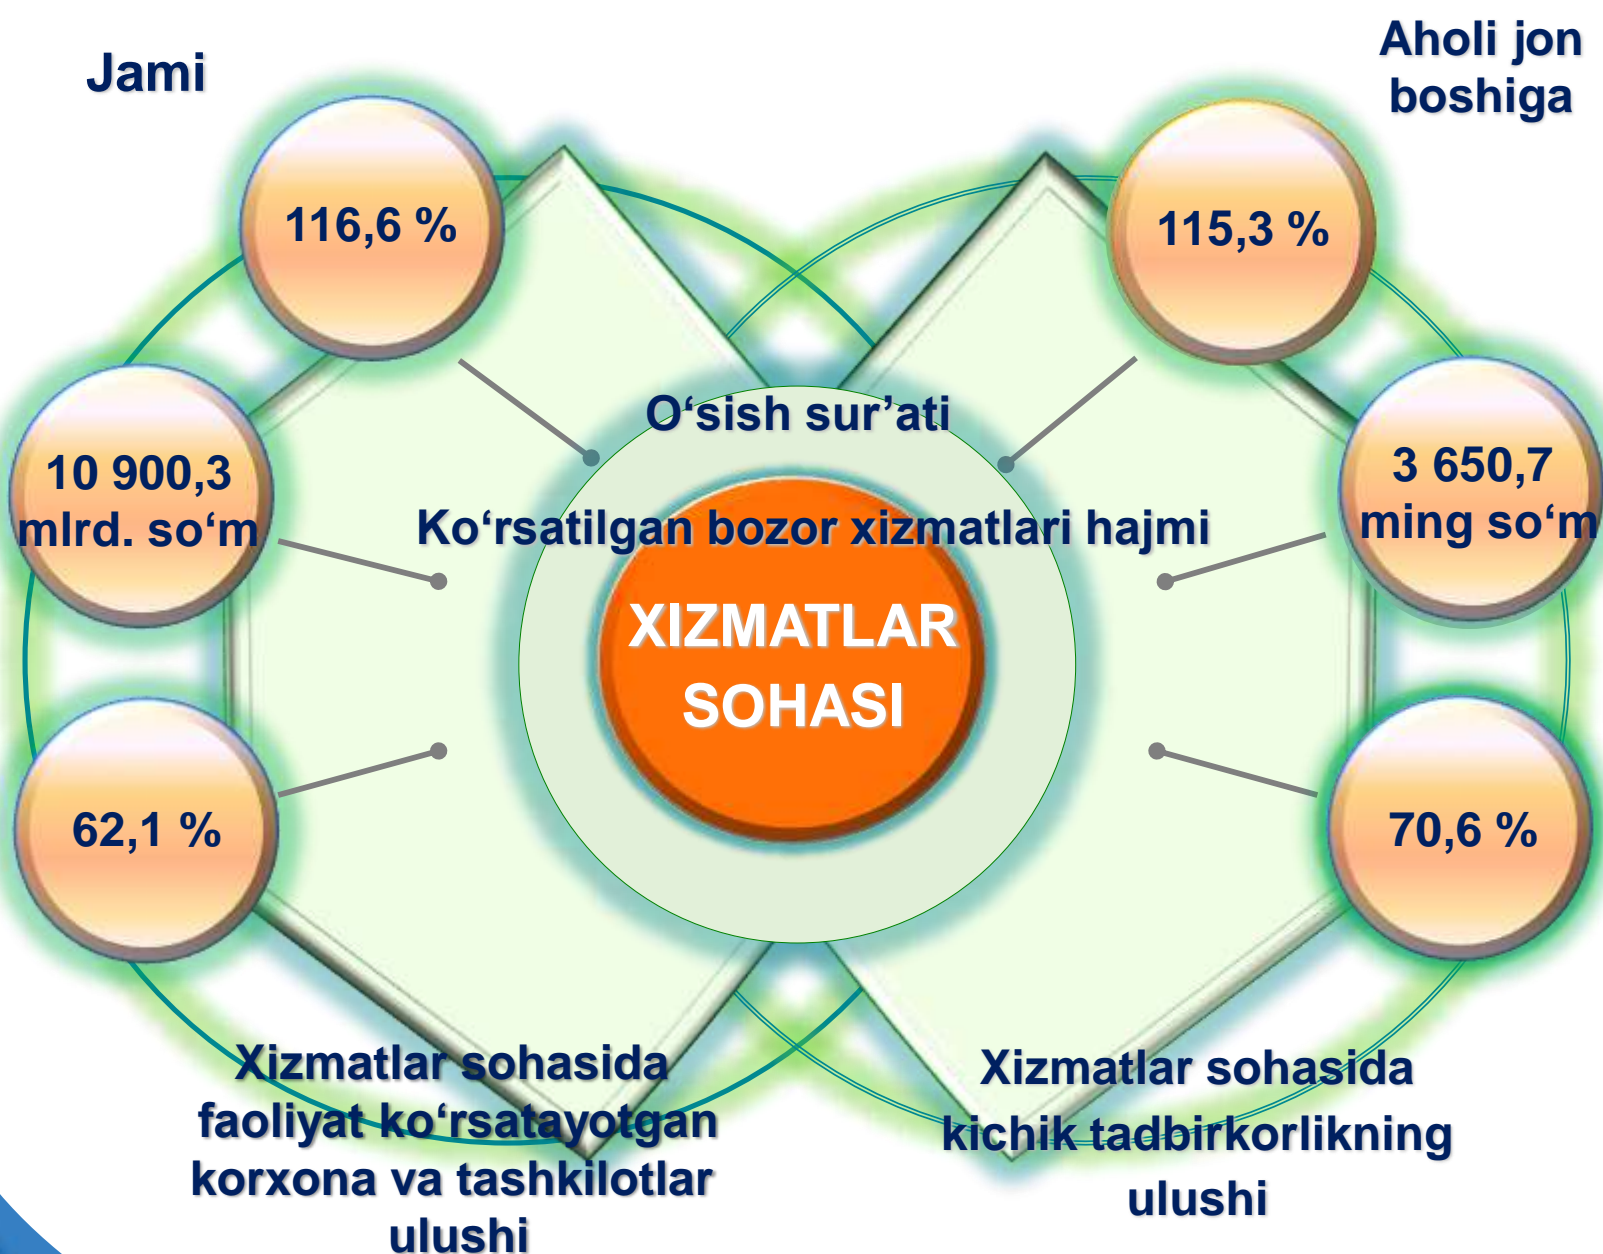 Jami
Aholi jon
boshiga
116,6 %
115,3 %
O‘sish sur’ati
10 900,3
mlrd. so‘m
3 650,7
ming so‘m
Ko‘rsatilgan bozor xizmatlari hajmi
XIZMATLAR
SOHASI
62,1 %
70,6 %
Xizmatlar sohasida
faoliyat ko‘rsatayotgan
korxona va tashkilotlar
ulushi
Xizmatlar sohasida
kichik tadbirkorlikning
ulushi